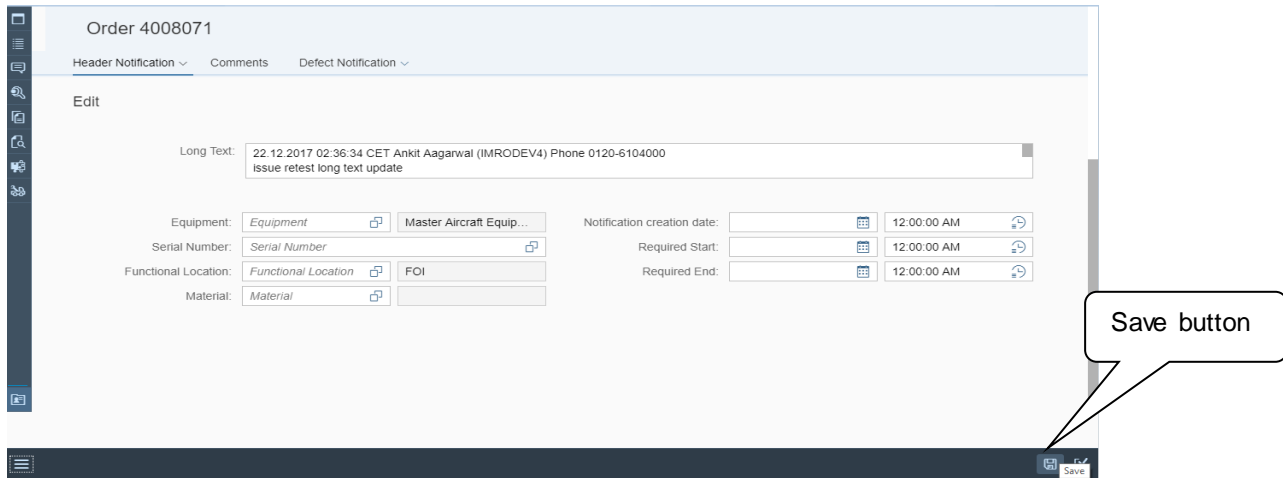 Order 4008071
Header Notification Comments Defect Notification
Edit
Long Text: 22.12.2017 02:36:34 CET Ankit Aagarwal (IMRODEV4) Phone 0120-6104000
issue retest long text update
Equipment: Equipment Master Aircraft Equip... Notification creation date: 12:00:00 AM
Serial Number: Serial Number Required Start: 12:00:00 AM
Functional Location: Functional Location FOI Required End: 12:00:00 AM
Material: Material
Save button
Save